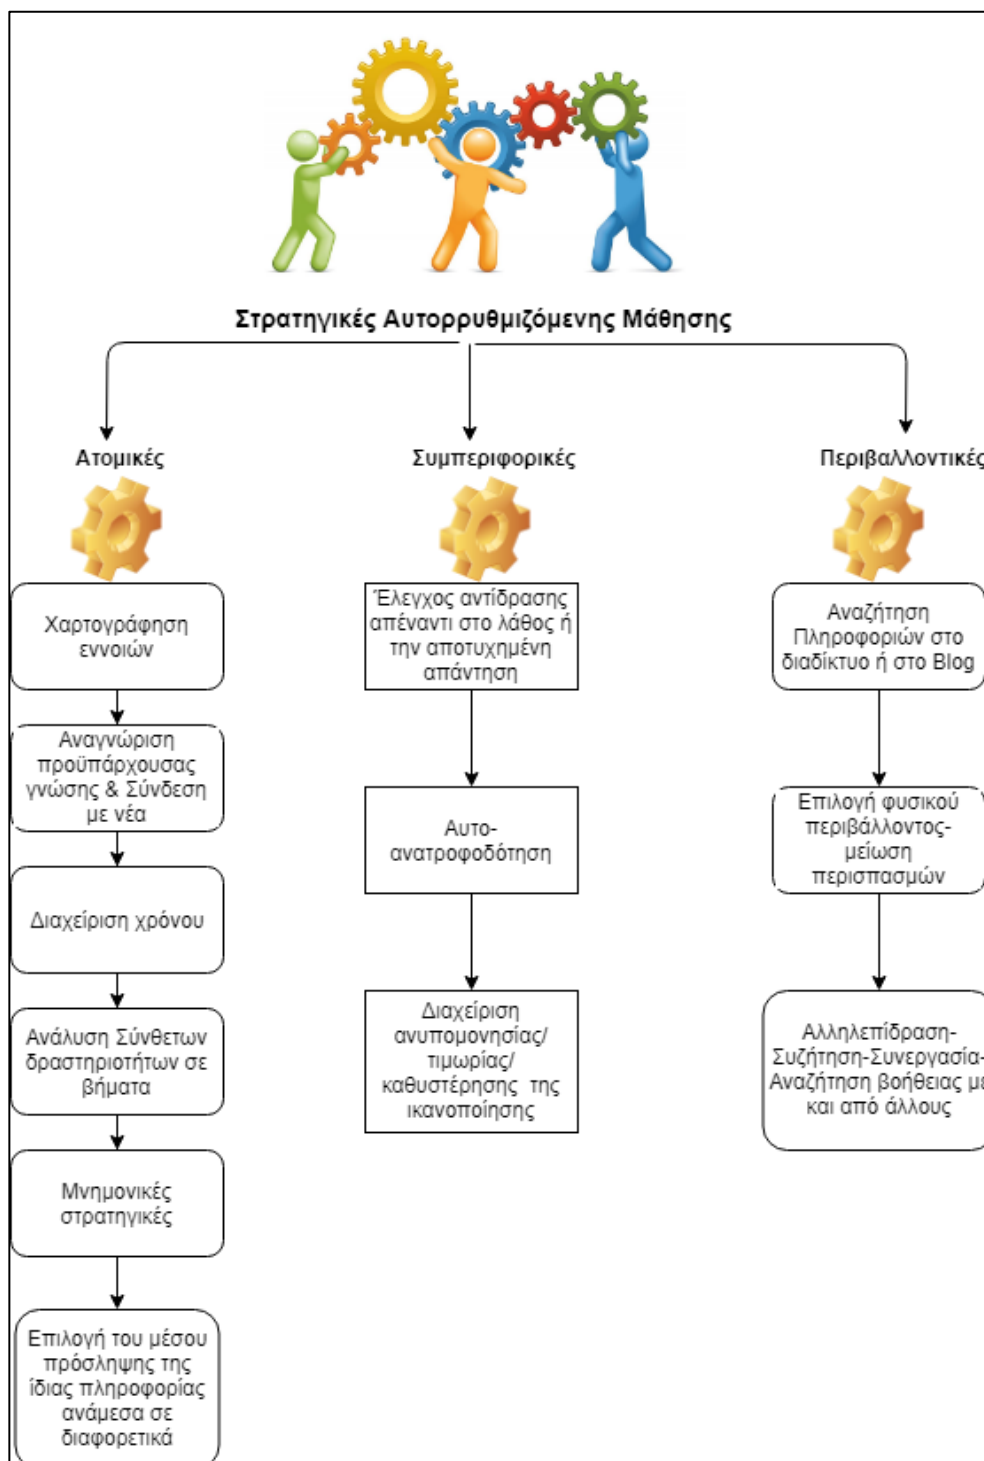 Στρατηγικές Αυτορρυθμιζόμενης Μάθησης
Ατομικές
Χαρτογράφηση
εννοιών
Αναγνώριση
προϋπάρχουσας
γνώσης & Σύνδεση
με νέα
Διαχείριση χρόνου
Ανάλυση Σύνθετων
δραστηριοτήτων σε
βήματα
Μνημονικές
στρατηγικές
Επιλογή του μέσου
πρόσληψης της
ίδιας πληροφορίας
ανάμεσα σε
διαφορετικά
Συμπεριφορικές
Έλεγχος αντίδρασης
απέναντι στο λάθος ή
την αποτυχημένη
απάντηση
Αυτο-
ανατροφοδότηση
Διαχείριση
ανυπομονησίας/
τιμωρίας/
καθυστέρησης της
ικανοποίησης
Περιβαλλοντικές
Αναζήτηση
Πληροφοριών στο
διαδίκτυο ή στο Blog
Επιλογή φυσικού
περιβάλλοντος-
μείωση
περισπασμών
Αλληλεπίδραση-
Συζήτηση-Συνεργασία-
Αναζήτηση βοήθειας με
και από άλλους